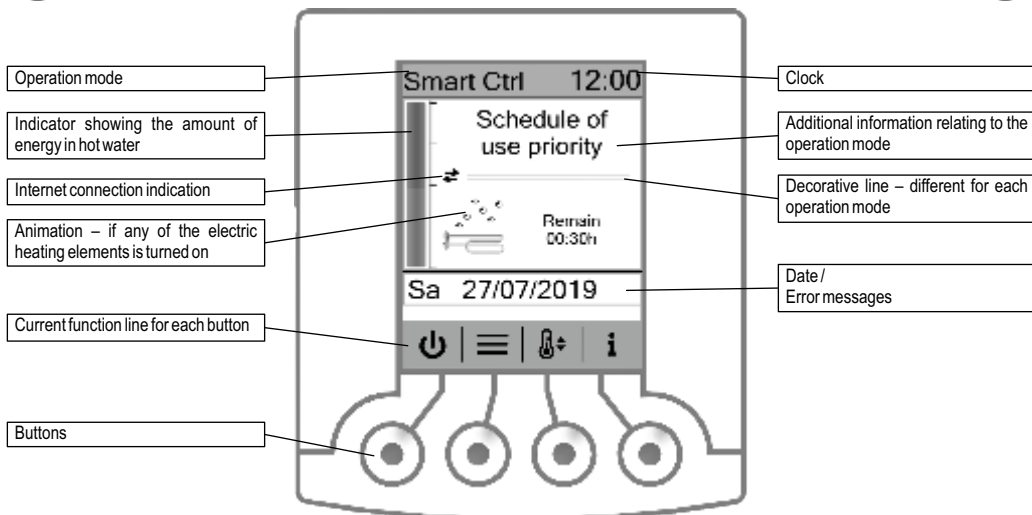 Operation mode
Indicator showing the amount of
energy in hot water
Internet connection indication
Animation – if any of the electric
heating elements is turned on
Current function line for each button
Buttons
Smart Ctrl 12:00
Schedule of
use priority
Remain
00:30h
Sa 27/07/2019
i
Clock
Additional information relating to the
operation mode
Decorative line – different for each
operation mode
Date /
Error messages